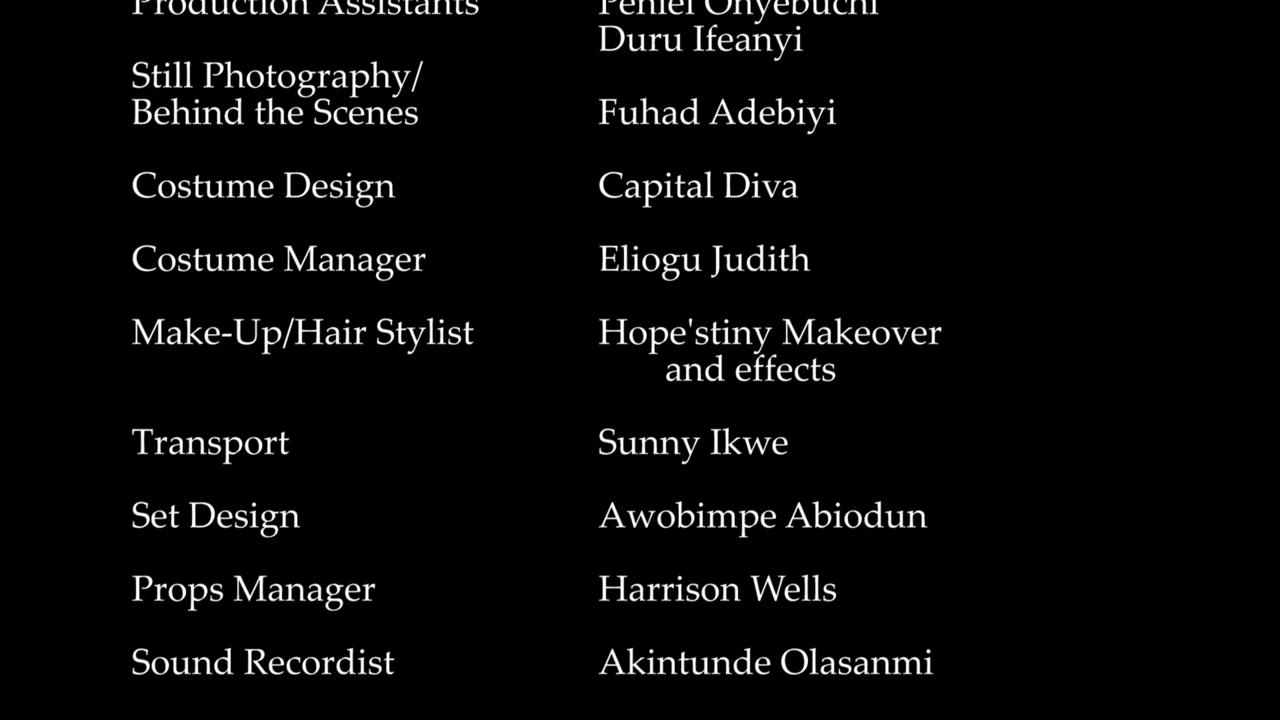 Production Assistants Peniel Onyebuchi
Duru Ifeanyi
Still Photography/
Behind the Scenes Fuhad Adebiyi
Costume Design Capital Diva
Costume Manager Eliogu Judith
Make-Up/Hair Stylist Hope'stiny Makeover
and effects
Transport Sunny Ikwe
Set Design Awobimpe Abiodun
Props Manager Harrison Wells
Sound Recordist Akintunde Olasanmi